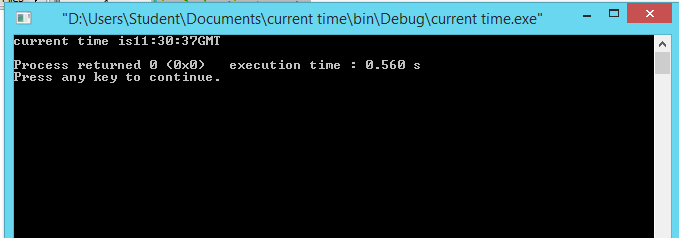 "D:\Users\Student\Documents\current time\bin\Debug\current time.exe"
current time is11:30:37GMT
Process returned 0 (0x0)   execution time : 0.560 s
Press any key to continue.